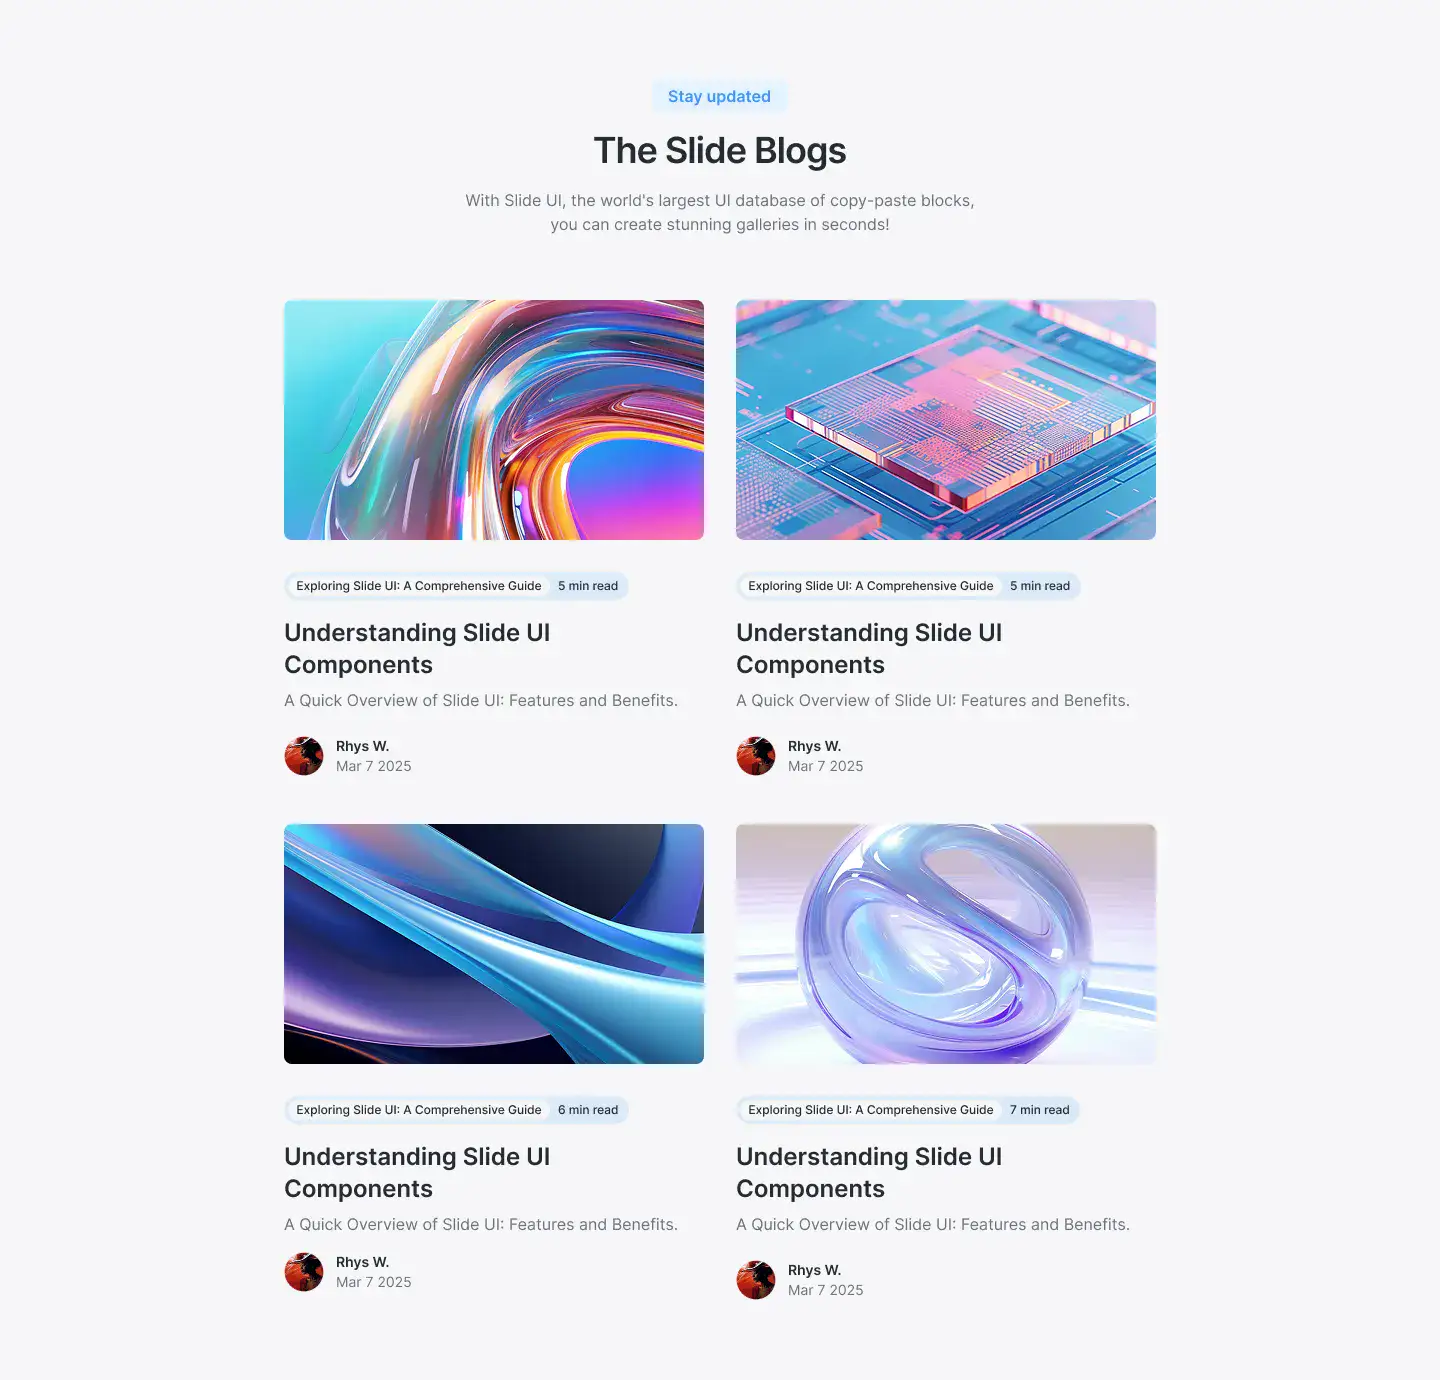 Stay updated
The Slide Blogs
With Slide UI, the world's largest UI database of copy-paste blocks,
you can create stunning galleries in seconds!
Exploring Slide UI: A Comprehensive Guide 5 min read
Understanding Slide UI
Components
A Quick Overview of Slide UI: Features and Benefits.
Rhys W.
Mar 7 2025
Exploring Slide UI: A Comprehensive Guide 5 min read
Understanding Slide UI
Components
A Quick Overview of Slide UI: Features and Benefits.
Rhys W.
Mar 7 2025
Exploring Slide UI: A Comprehensive Guide 6 min read
Understanding Slide UI
Components
A Quick Overview of Slide UI: Features and Benefits.
Rhys W.
Mar 7 2025
Exploring Slide UI: A Comprehensive Guide 7 min read
Understanding Slide UI
Components
A Quick Overview of Slide UI: Features and Benefits.
Rhys W.
Mar 7 2025